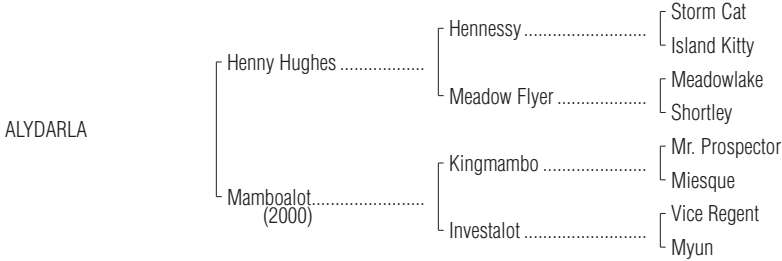 Storm Cat
Hennessy ..........................
Island Kitty
Henny Hughes ..................
Meadowlake
Meadow Flyer ...................
Shortley
ALYDARLA
Mr. Prospector
Kingmambo ......................
Miesque
Mamboalot........................
(2000)
Vice Regent
Investalot ..........................
Myun